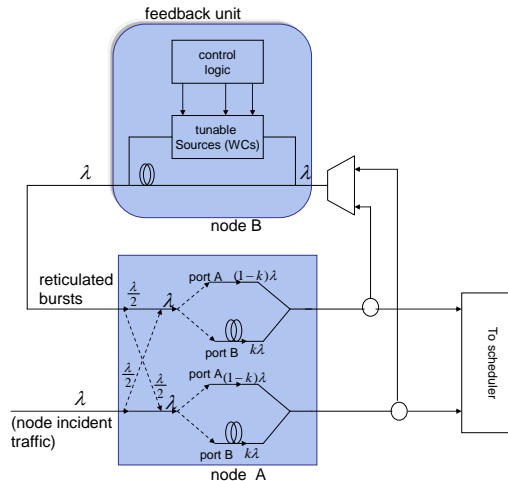 feedback unit
control
logic
tunable
Sources (WCs)
λ
λ
node B
reticulated
bursts
λ/2
λ
port A
(1−k)λ
port B
kλ
λ/2
λ/2
λ
port A
(1−k)λ
λ
(node incident
traffic)
port B
kλ
node A
To scheduler